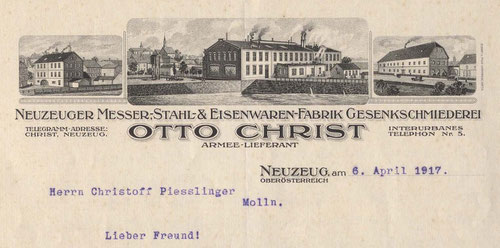 NEUZEUGER MESSER-, STAHL- & EISENWAREN-FABRIK GESENKSCHMIEDEREI
TELEGRAMM-ADRESSE:
CHRIST, NEUZEUG.
OTTO CHRIST
ARMEE-LIEFERANT
INTERURBANES
TELEPHON Nr. 5.
NEUZEUG, am 6. April 1917.
OBERÖSTERREICH
Herrn Christoff Piesslinger
Molln.
Lieber Freund!